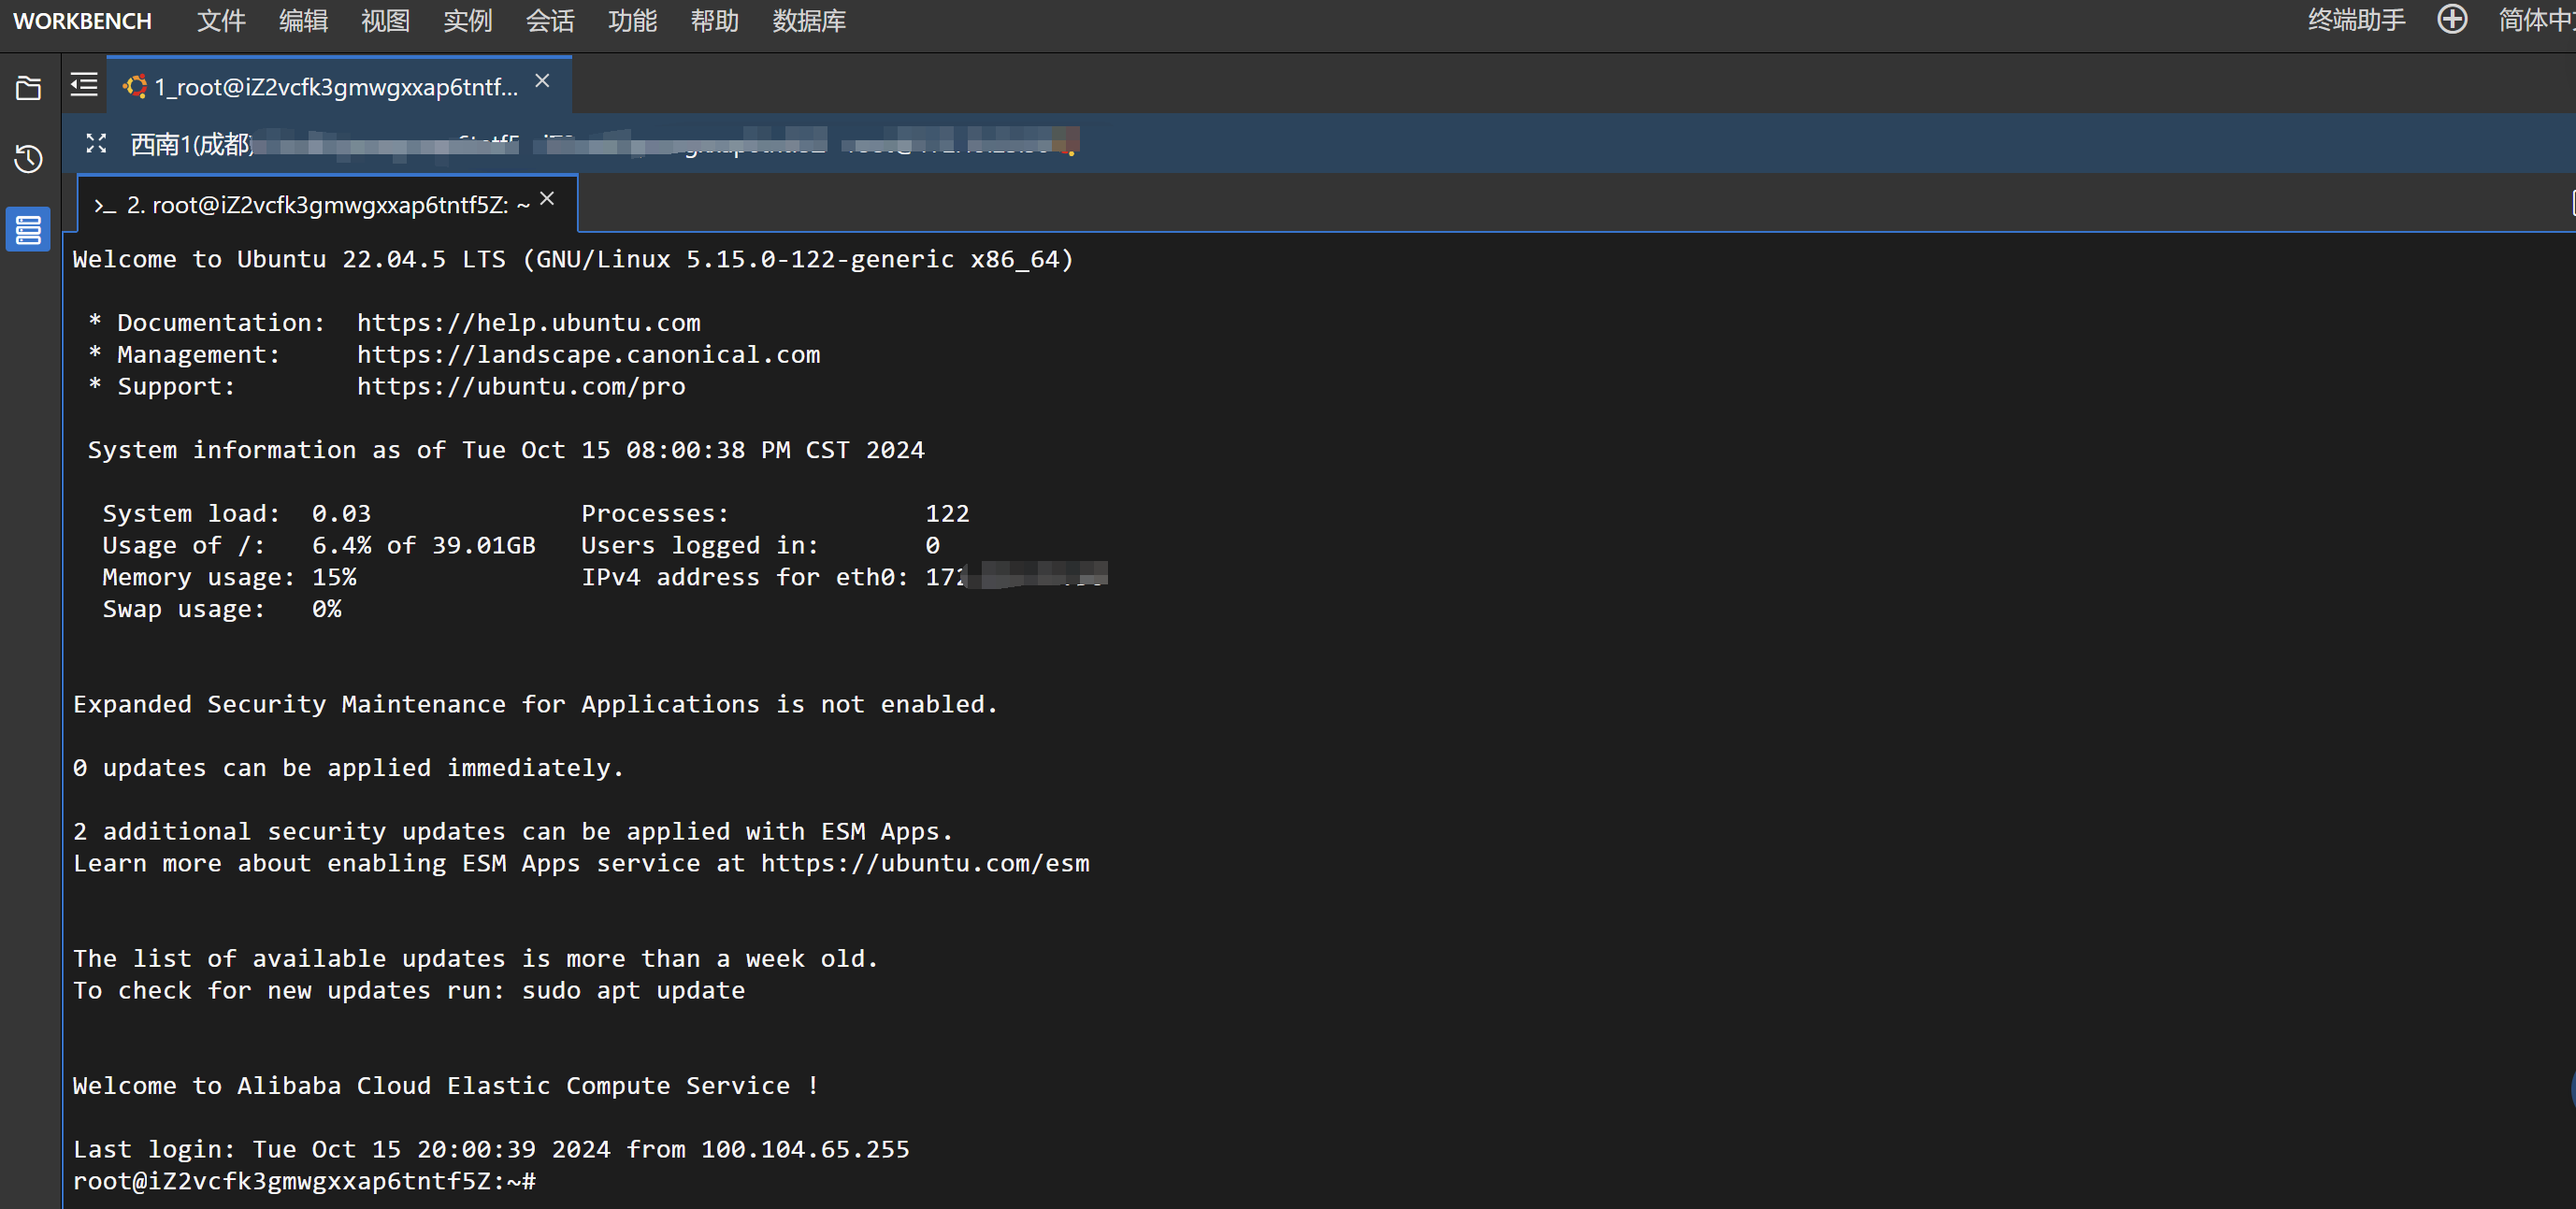 WORKBENCH 文件 编辑 视图 实例 会话 功能 帮助 数据库 终端助手 简体中
1_root@iZ2vcfk3gmwgxxap6tntf...
西南1(成都)
>_ 2. root@iZ2vcfk3gmwgxxap6tntf5Z: ~
Welcome to Ubuntu 22.04.5 LTS (GNU/Linux 5.15.0-122-generic x86_64)
* Documentation: https://help.ubuntu.com
* Management: https://landscape.canonical.com
* Support: https://ubuntu.com/pro
System information as of Tue Oct 15 08:00:38 PM CST 2024
System load: 0.03 Processes: 122
Usage of /: 6.4% of 39.01GB Users logged in: 0
Memory usage: 15% IPv4 address for eth0: 172
Swap usage: 0%
Expanded Security Maintenance for Applications is not enabled.
0 updates can be applied immediately.
2 additional security updates can be applied with ESM Apps.
Learn more about enabling ESM Apps service at https://ubuntu.com/esm
The list of available updates is more than a week old.
To check for new updates run: sudo apt update
Welcome to Alibaba Cloud Elastic Compute Service !
Last login: Tue Oct 15 20:00:39 2024 from 100.104.65.255
root@iZ2vcfk3gmwgxxap6tntf5Z:~#